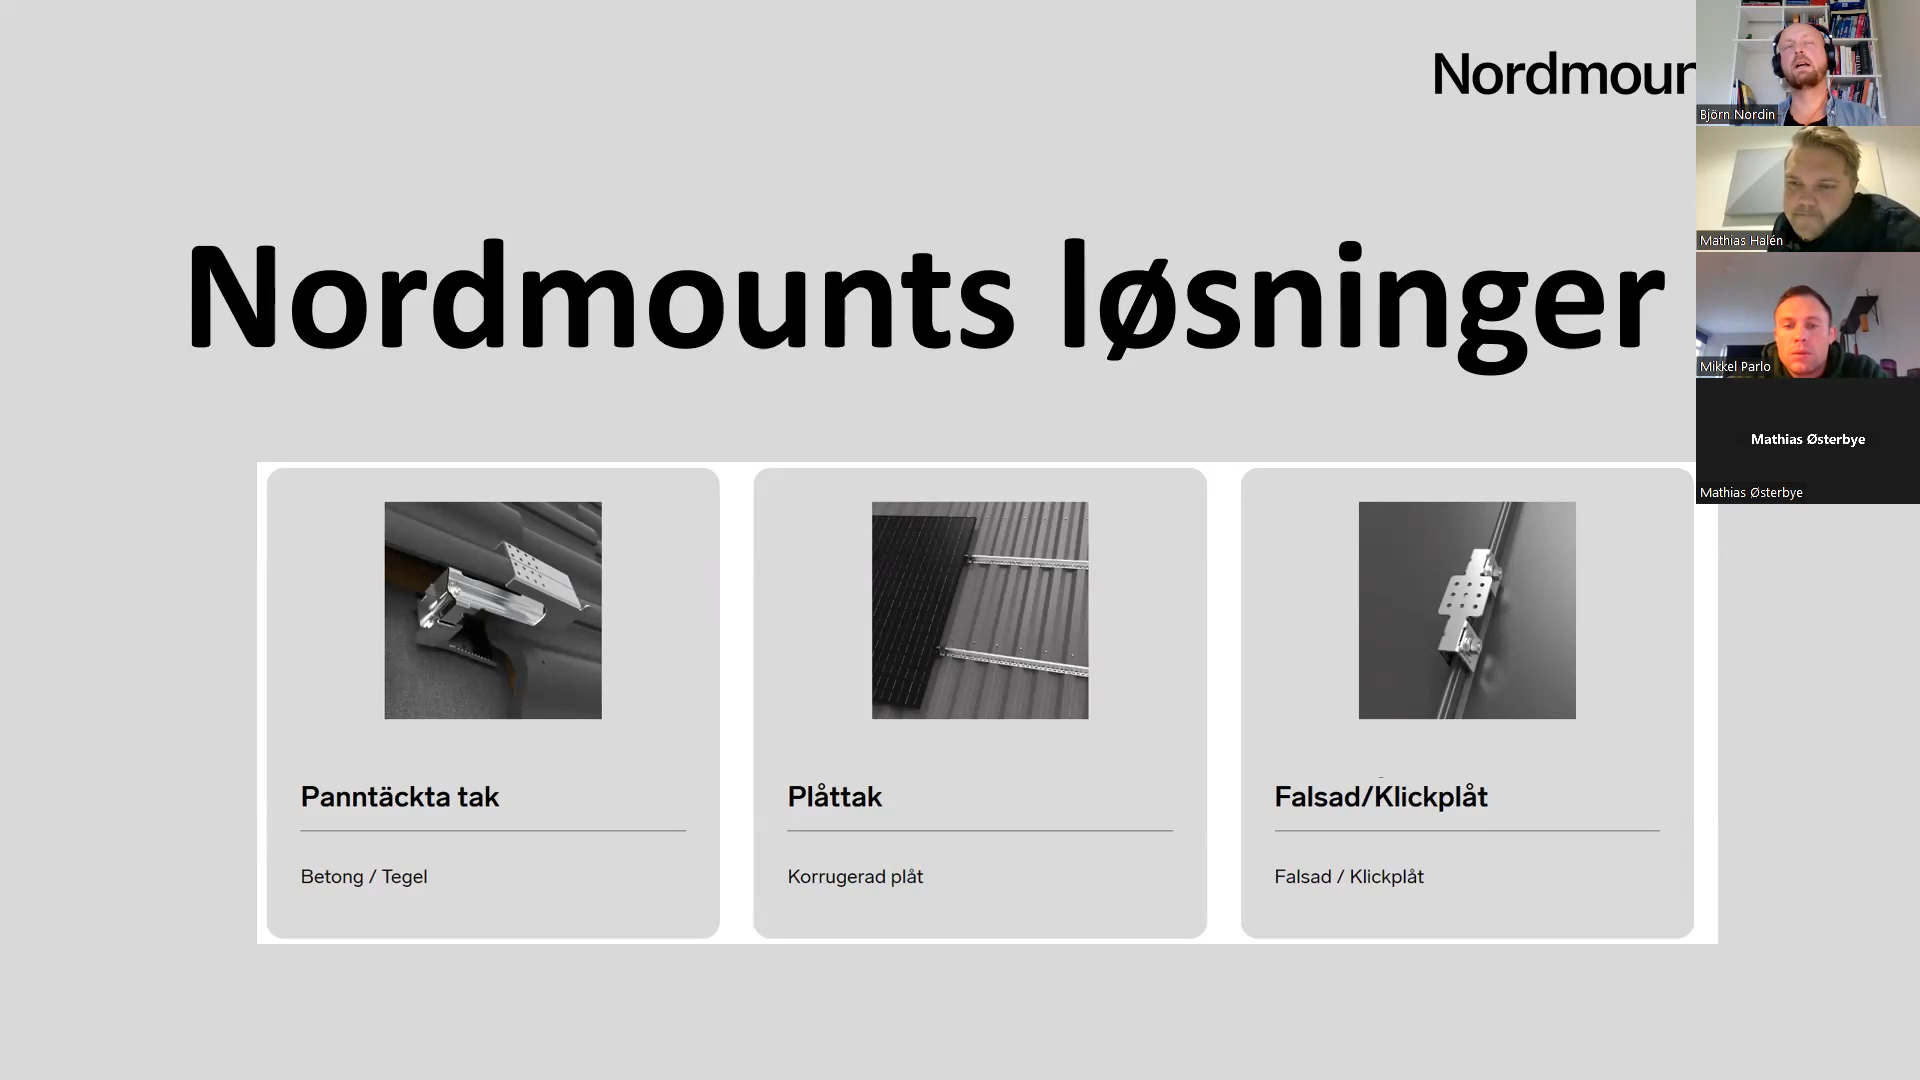 Nordmoun
Nordmounts løsninger
Panntäckta tak
Betong / Tegel
Plåttak
Korrugerad plåt
Falsad/Klickplåt
Falsad / Klickplåt
Björn Nordin
Mathias Halén
Mikkel Parlo
Mathias Østerbye
Mathias Østerbye